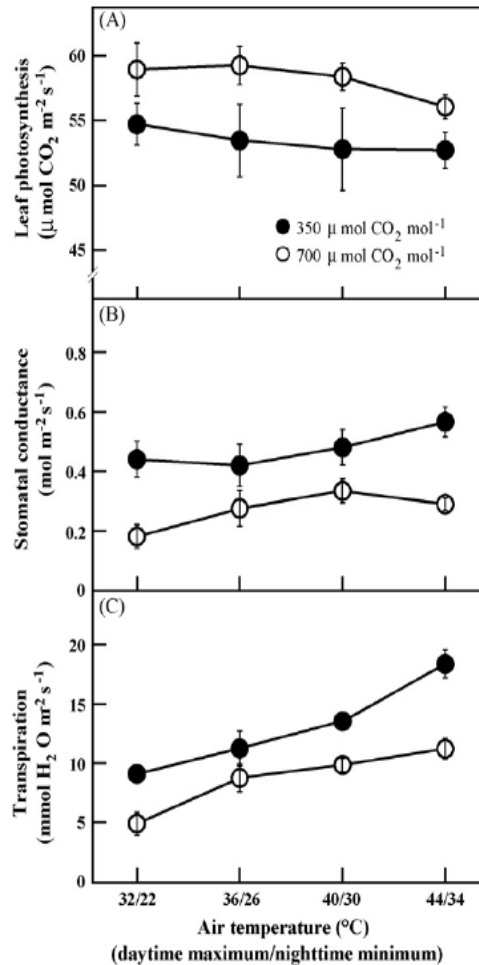 (A)
Leaf photosynthesis
(μ mol CO₂ m⁻² s⁻¹)
60
55
50
45
350 μ mol CO₂ mol⁻¹
700 μ mol CO₂ mol⁻¹
(B)
Stomatal conductance
(mol m⁻² s⁻¹)
0.8
0.6
0.4
0.2
0
(C)
Transpiration
(mmol H₂ O m⁻² s⁻¹)
20
15
10
5
0
32/22 36/26 40/30 44/34
Air temperature (°C)
(daytime maximum/nighttime minimum)